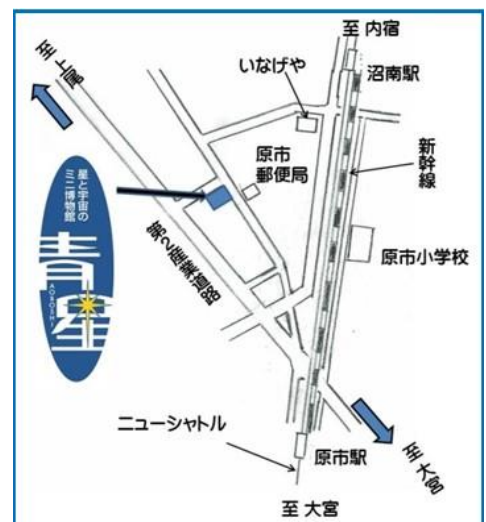 至 内宿
至 上尾
いなげや
沼南駅
新幹線
原市
郵便局
星と宇宙の
ミニ博物館
青星
AOBOSHI
第2産業道路
原市小学校
ニューシャトル
原市駅
至 大宮
至 大宮